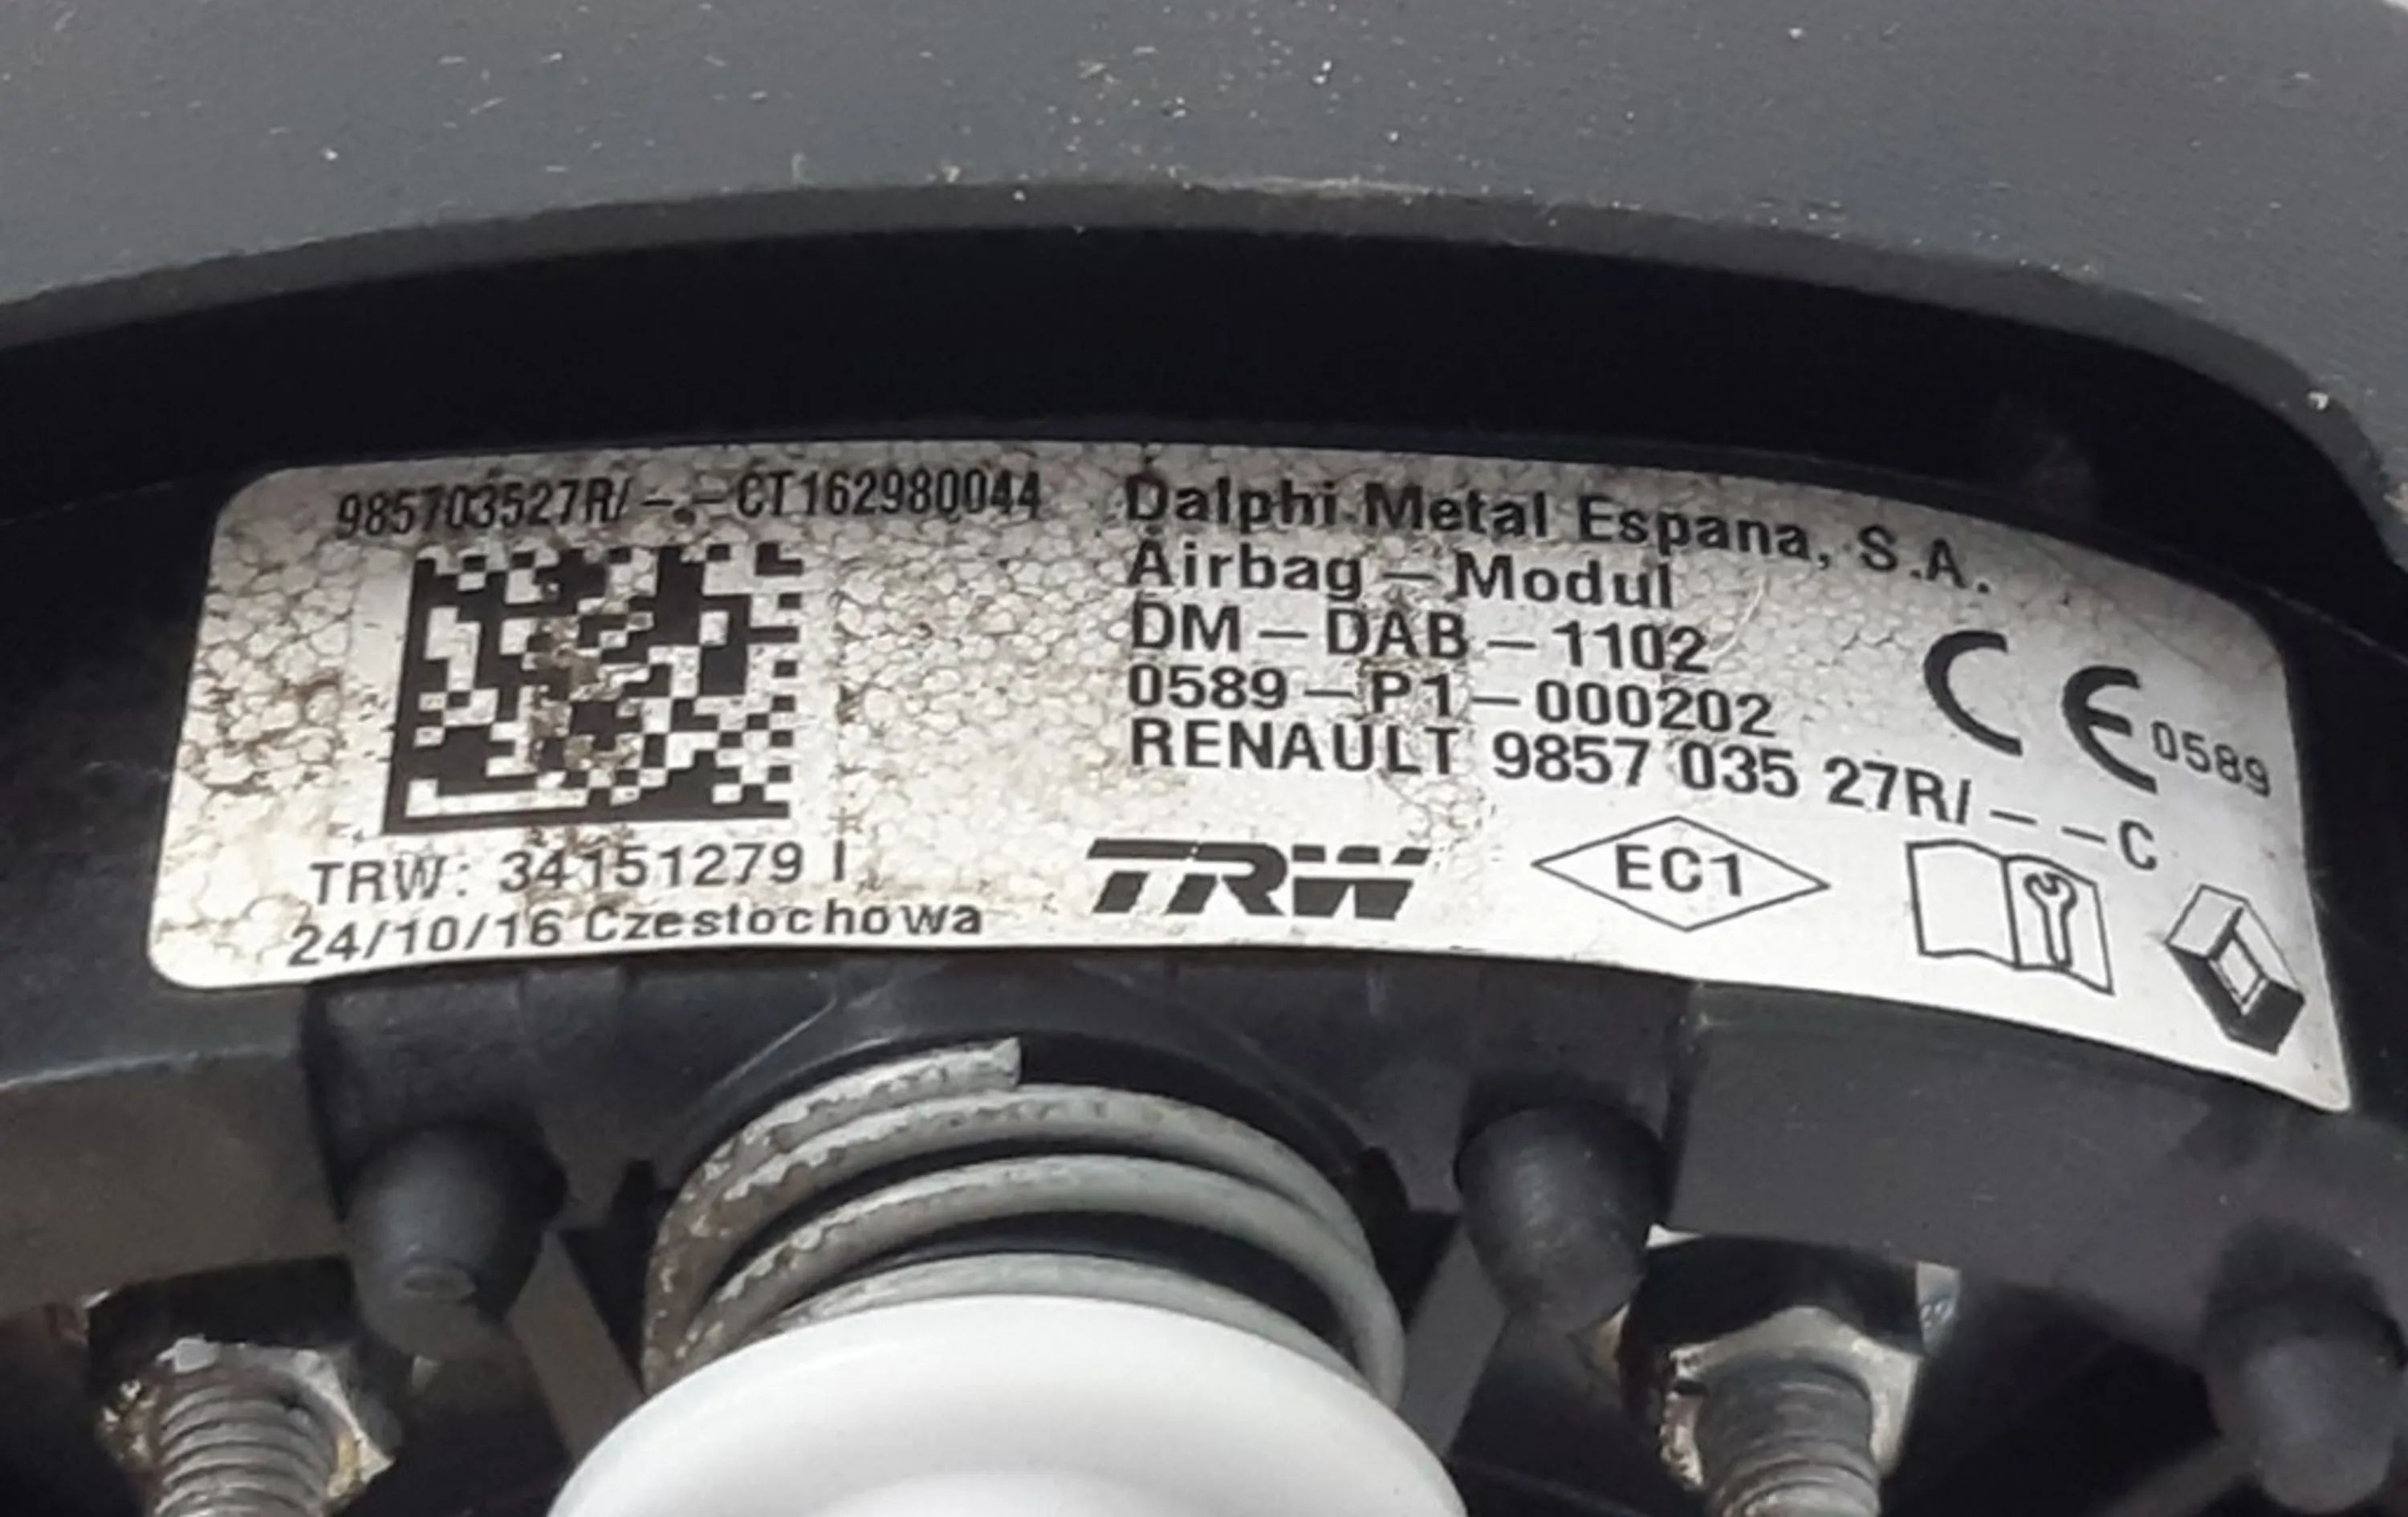 985703527R/--CT162980044
TRW: 34151279 I
24/10/16 Czestochowa
Dalphi Metal Espana, S.A.
Airbag-Modul
DM-DAB-1102
0589-P1-000202
RENAULT 9857 035 27R/--C
CE 0589
TRW
EC1